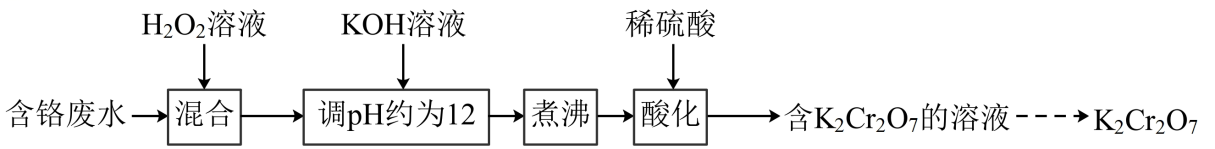 H₂O₂溶液 KOH溶液 稀硫酸
含铬废水 混合 调pH约为12 煮沸 酸化 含K₂Cr₂O₇的溶液 K₂Cr₂O₇